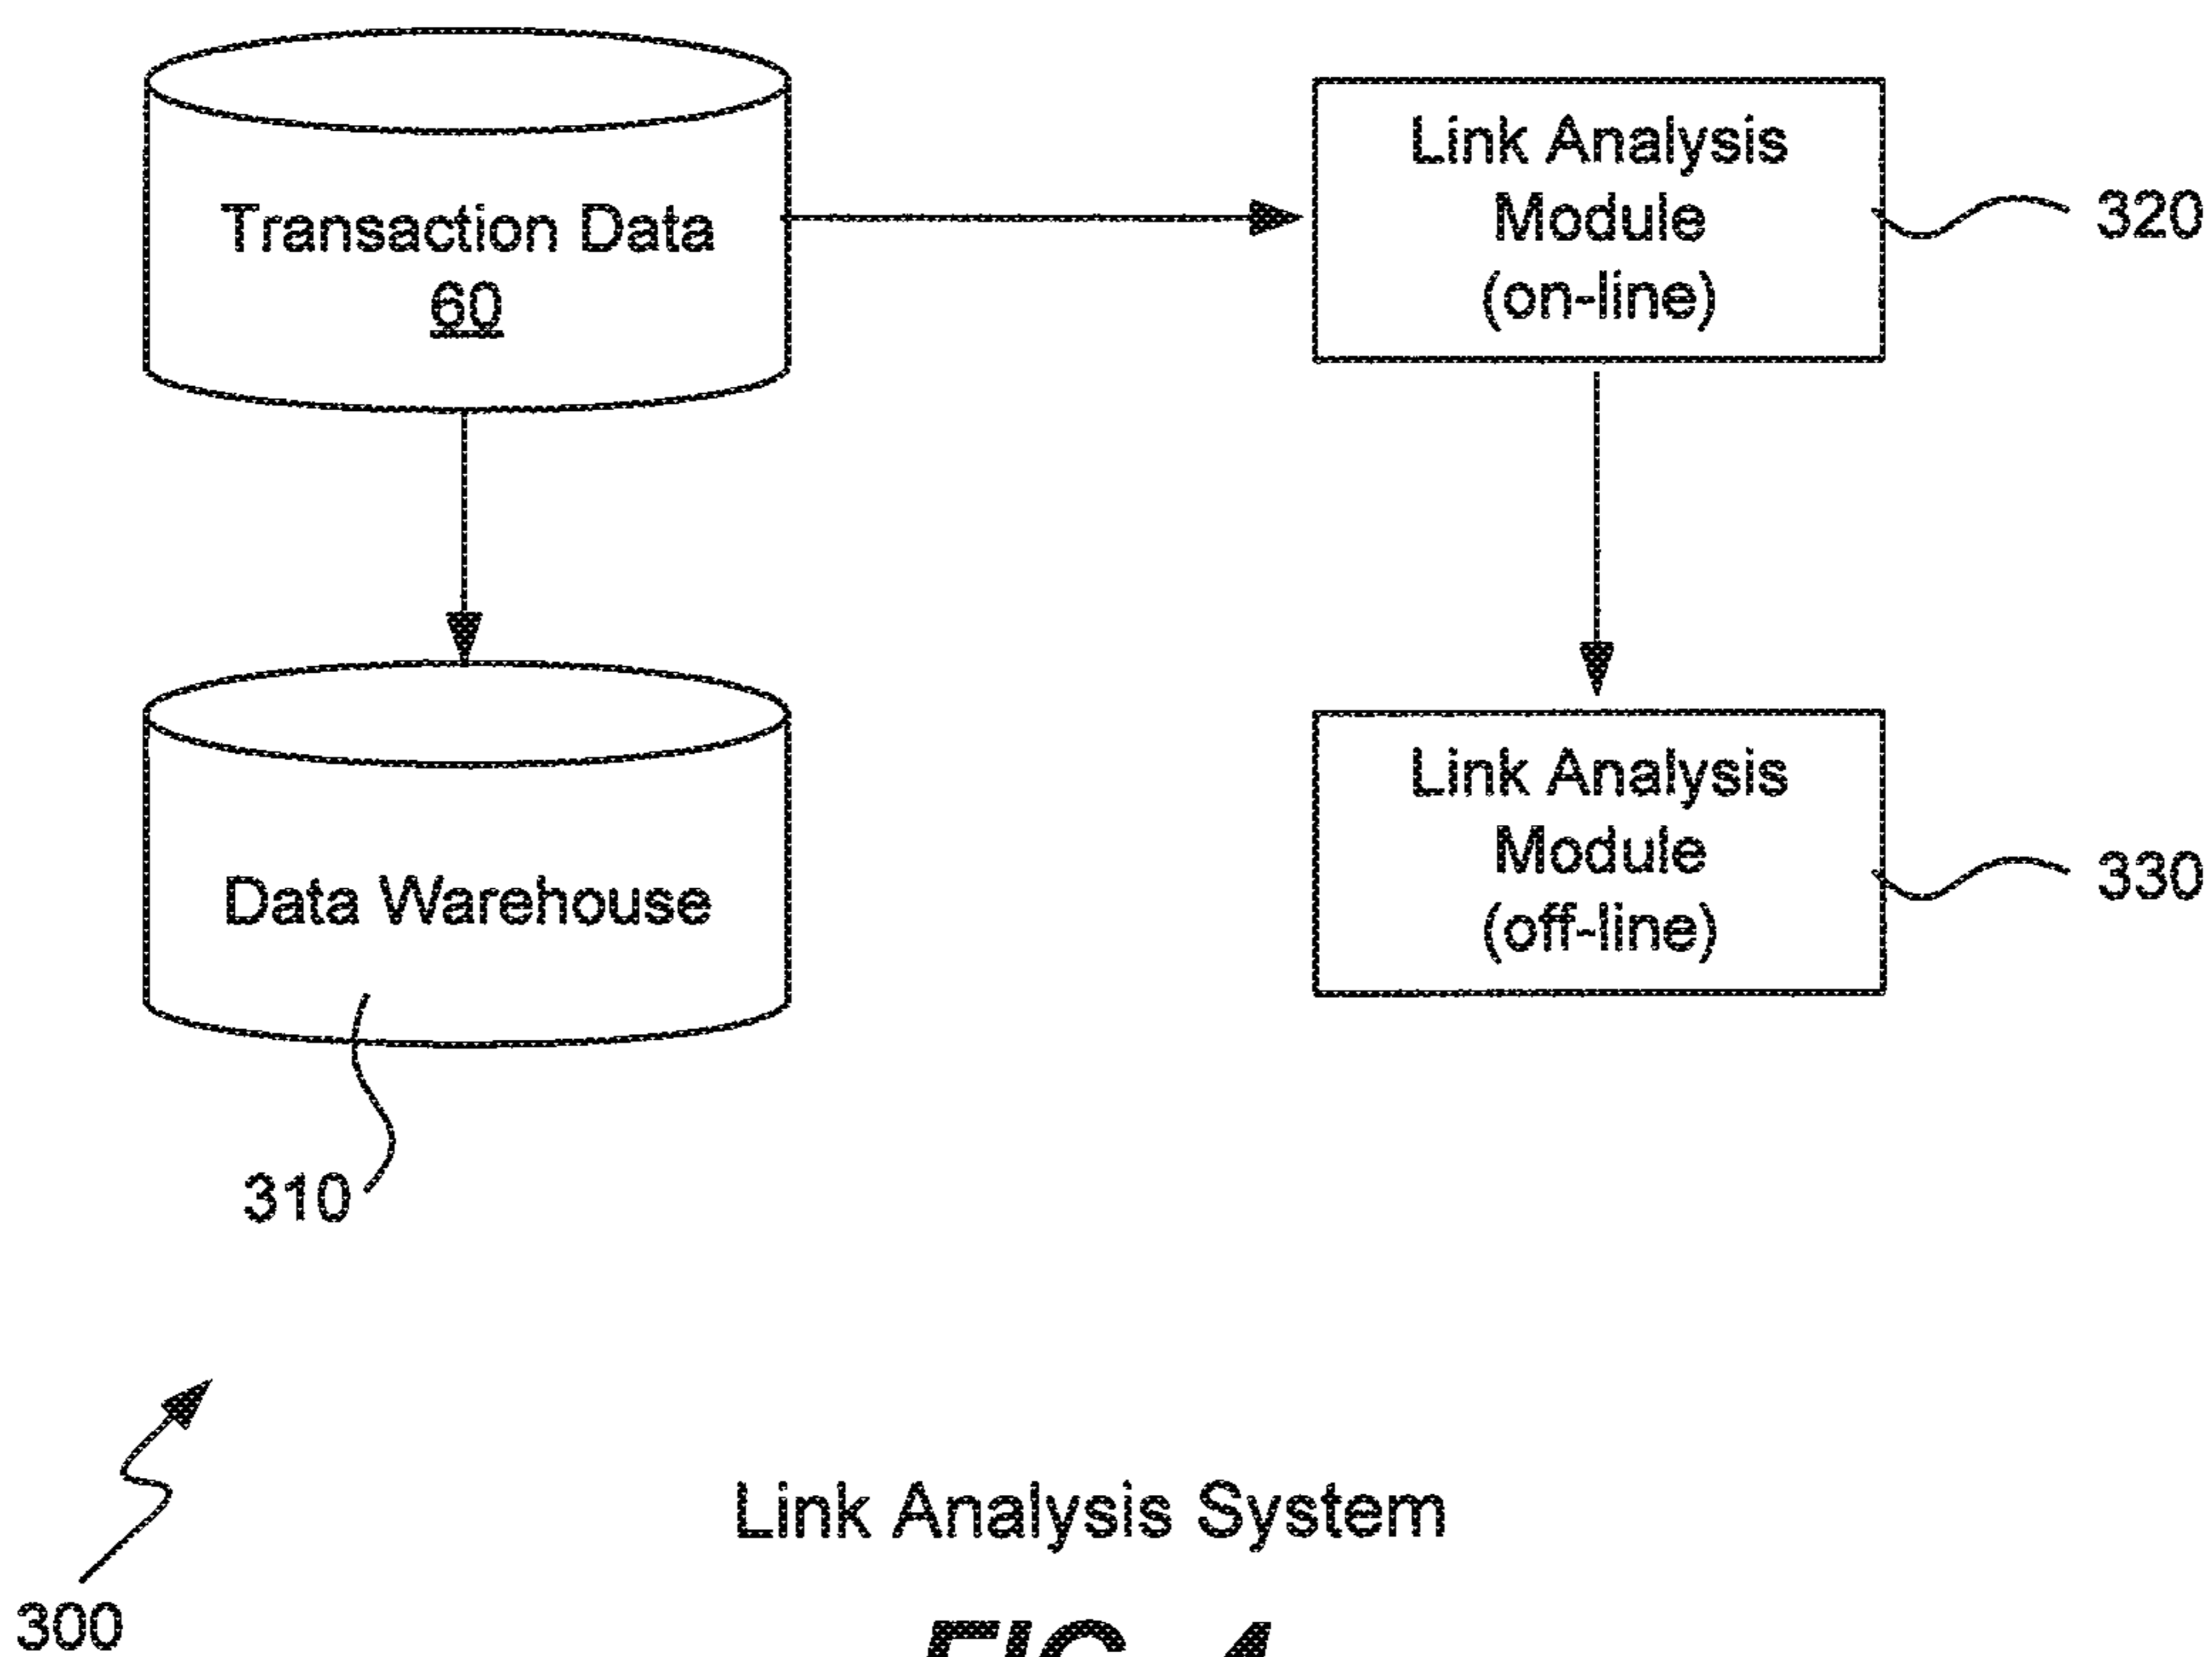 Transaction Data
60
Link Analysis
Module
(on-line)
320
Data Warehouse
310
Link Analysis
Module
(off-line)
330
300
Link Analysis System